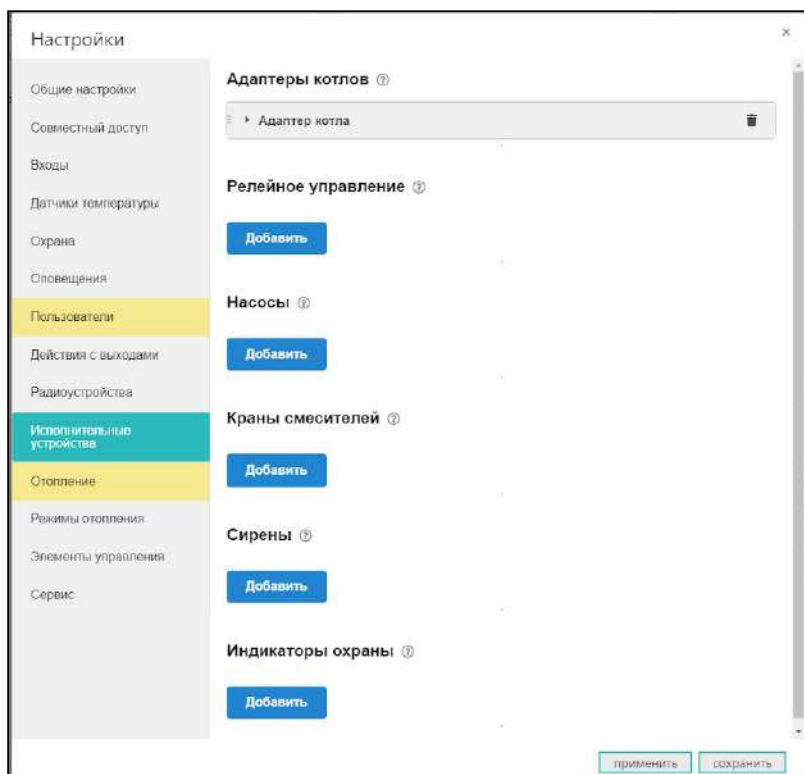 Настройки
×
Общие настройки
Совместный доступ
Входы
Датчики температуры
Охрана
Оповещения
Пользователи
Действия с выходами
Радиоустройства
Исполнительные
устройства
Отопление
Режимы отопления
Элементы управления
Сервис
Адаптеры котлов ?
Адаптер котла
Релейное управление ?
Добавить
Насосы ?
Добавить
Краны смесителей ?
Добавить
Сирены ?
Добавить
Индикаторы охраны ?
Добавить
применить
сохранить